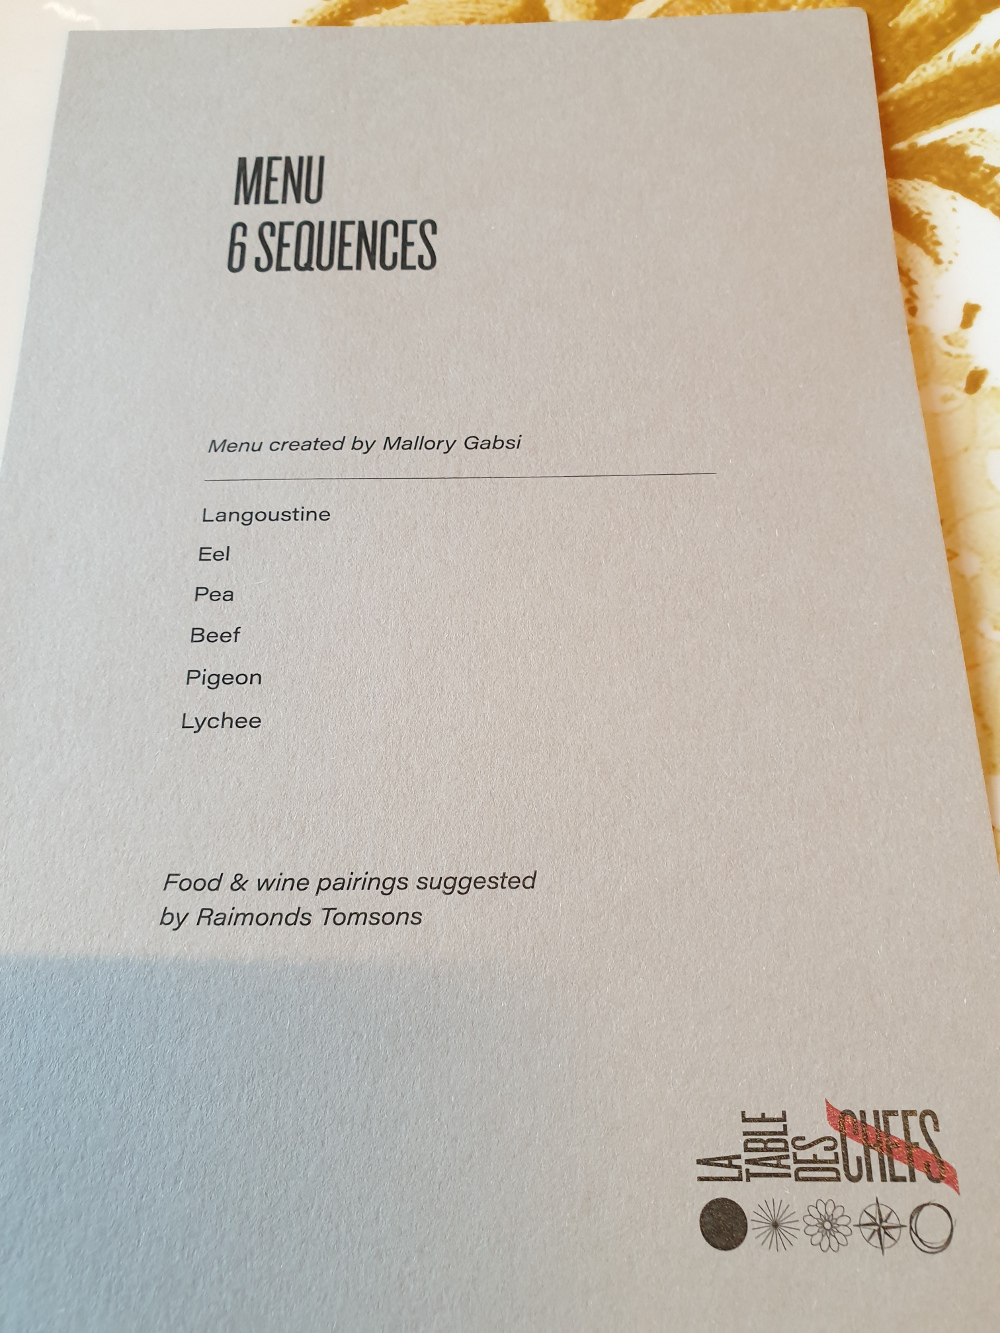 MENU
6 SEQUENCES
Menu created by Mallory Gabsi
Langoustine
Eel
Pea
Beef
Pigeon
Lychee
Food & wine pairings suggested
by Raimonds Tomsons
LA
TABLE
DES
CHEFS